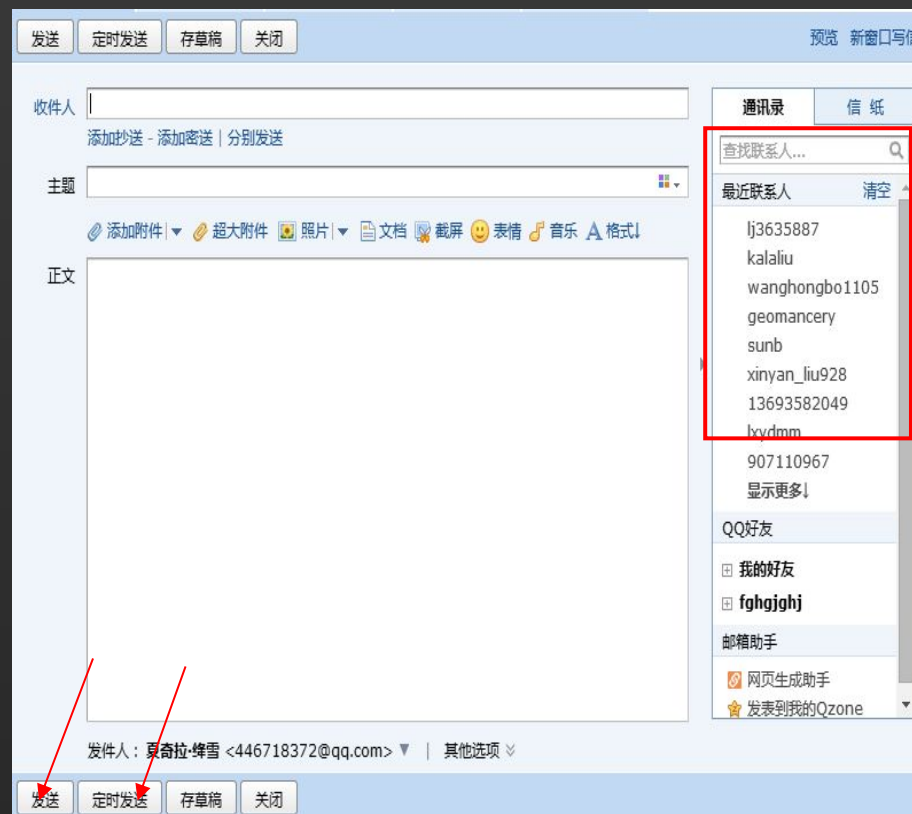 发送 定时发送 存草稿 关闭 预览 新窗口写信
收件人
添加抄送 - 添加密送 | 分别发送
主题
添加附件 | 超大附件 照片 | 文档 截屏 表情 音乐 格式↓
正文
通讯录 信 纸
查找联系人...
最近联系人 清空
lj3635887
kalaliu
wanghongbo1105
geomancery
sunb
xinyan_liu928
13693582049
lxydmm
907110967
显示更多↓
QQ好友
我的好友
fghgjghj
邮箱助手
网页生成助手
发表到我的Qzone
发件人：夏奇拉·绛雪 <446718372@qq.com> | 其他选项
发送 定时发送 存草稿 关闭